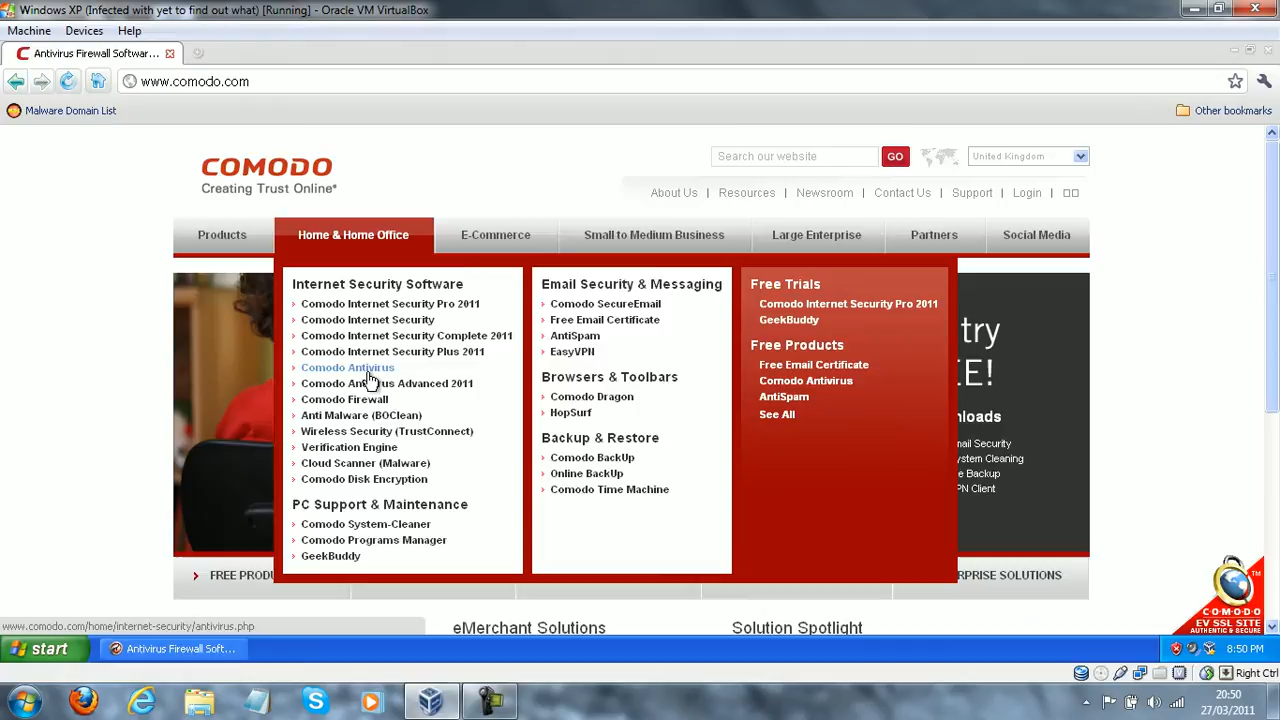 Windows XP (Infected with yet to find out what) [Running] - Oracle VM VirtualBox
Machine Devices Help
Antivirus Firewall Softwar...
www.comodo.com
Malware Domain List
Other bookmarks
COMODO
Creating Trust Online*
Search our website
GO
United Kingdom
About Us | Resources | Newsroom | Contact Us | Support | Login |
Products
Home & Home Office
E-Commerce
Small to Medium Business
Large Enterprise
Partners
Social Media
Internet Security Software
Comodo Internet Security Pro 2011
Comodo Internet Security
Comodo Internet Security Complete 2011
Comodo Internet Security Plus 2011
Comodo Antivirus
Comodo Antivirus Advanced 2011
Comodo Firewall
Anti Malware (BOClean)
Wireless Security (TrustConnect)
Verification Engine
Cloud Scanner (Malware)
Comodo Disk Encryption
PC Support & Maintenance
Comodo System-Cleaner
Comodo Programs Manager
GeekBuddy
Email Security & Messaging
Comodo SecureEmail
Free Email Certificate
AntiSpam
EasyVPN
Browsers & Toolbars
Comodo Dragon
HopSurf
Backup & Restore
Comodo BackUp
Online BackUp
Comodo Time Machine
Free Trials
Comodo Internet Security Pro 2011
GeekBuddy
Free Products
Free Email Certificate
Comodo Antivirus
AntiSpam
See All
try
E!
loads
mail Security
ystem Cleaning
e Backup
PN Client
FREE PRODU
ERPRISE SOLUTIONS
eMerchant Solutions
Solution Spotlight
TM
COMODO
EV SSL SITE
AUTHENTIC & SECURE
www.comodo.com/home/internet-security/antivirus.php
start
Antivirus Firewall Soft...
8:50 PM
Right Ctrl
20:50
27/03/2011